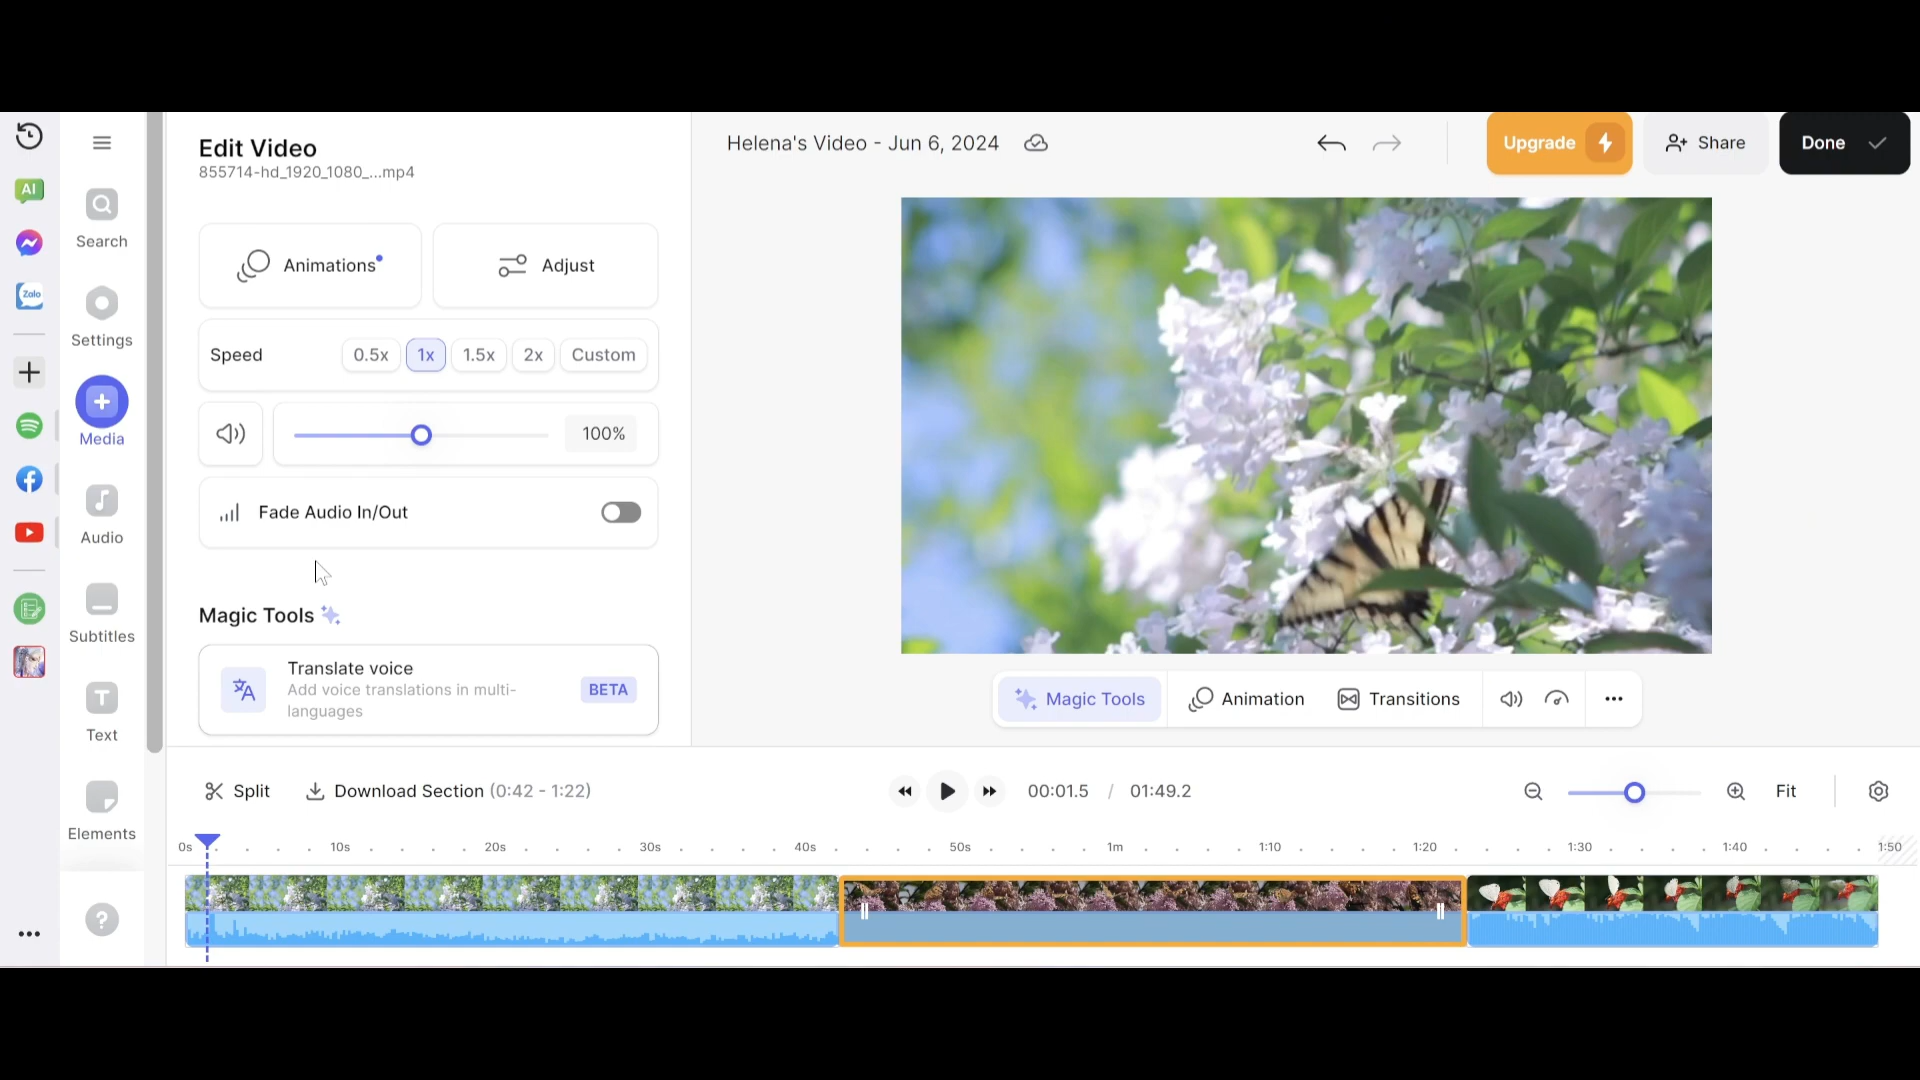 AI
Zalo
Search
Settings
Media
Audio
Subtitles
Text
Elements
?
Edit Video
855714-hd_1920_1080_...mp4
Animations
Adjust
Speed
0.5x
1x
1.5x
2x
Custom
100%
Fade Audio In/Out
Magic Tools
Translate voice
Add voice translations in multi-
languages
BETA
Helena's Video - Jun 6, 2024
Upgrade
Share
Done
Magic Tools
Animation
Transitions
Split
Download Section (0:42 - 1:22)
00:01.5 / 01:49.2
Fit
0s 10s 20s 30s 40s 50s 1m 1:10 1:20 1:30 1:40 1:50